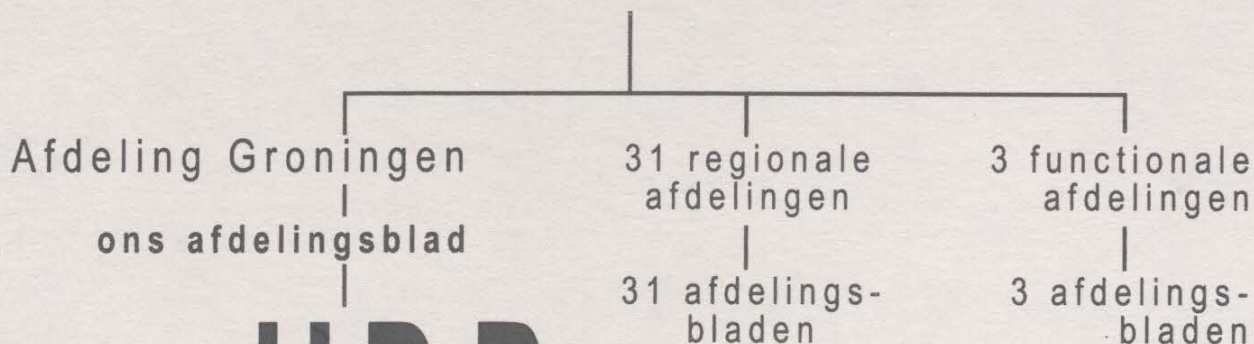 Afdeling Groningen
ons afdelingsblad
31 regionale
afdelingen
31 afdelings-
bladen
3 functionale
afdelingen
3 afdelings-
bladen